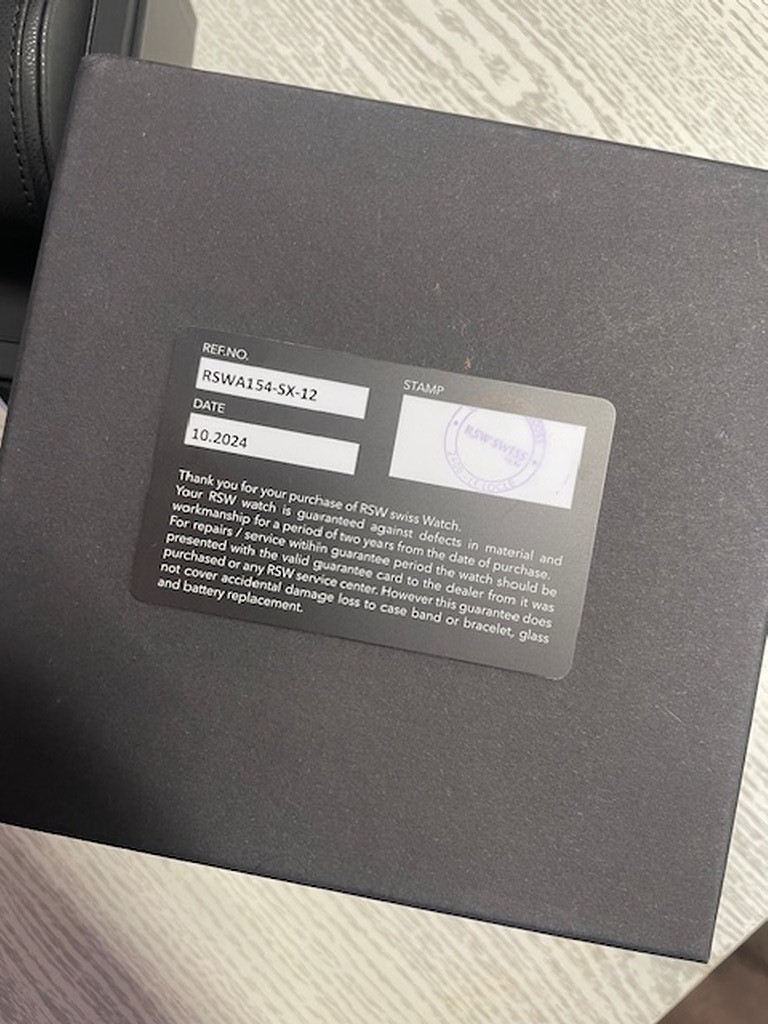 REF.NO.
RSWA154-SX-12
DATE
10.2024
STAMP
RSW SWISS
2400 - LE LOCLE
Thank you for your purchase of RSW swiss Watch.
Your RSW watch is guaranteed against defects in material and
workmanship for a period of two years from the date of purchase.
For repairs / service witihin guarantee period the watch should be
presented with the valid guarantee card to the dealer from it was
purchased or any RSW service center. However this guarantee does
not cover accidental damage loss to case band or bracelet, glass
and battery replacement.